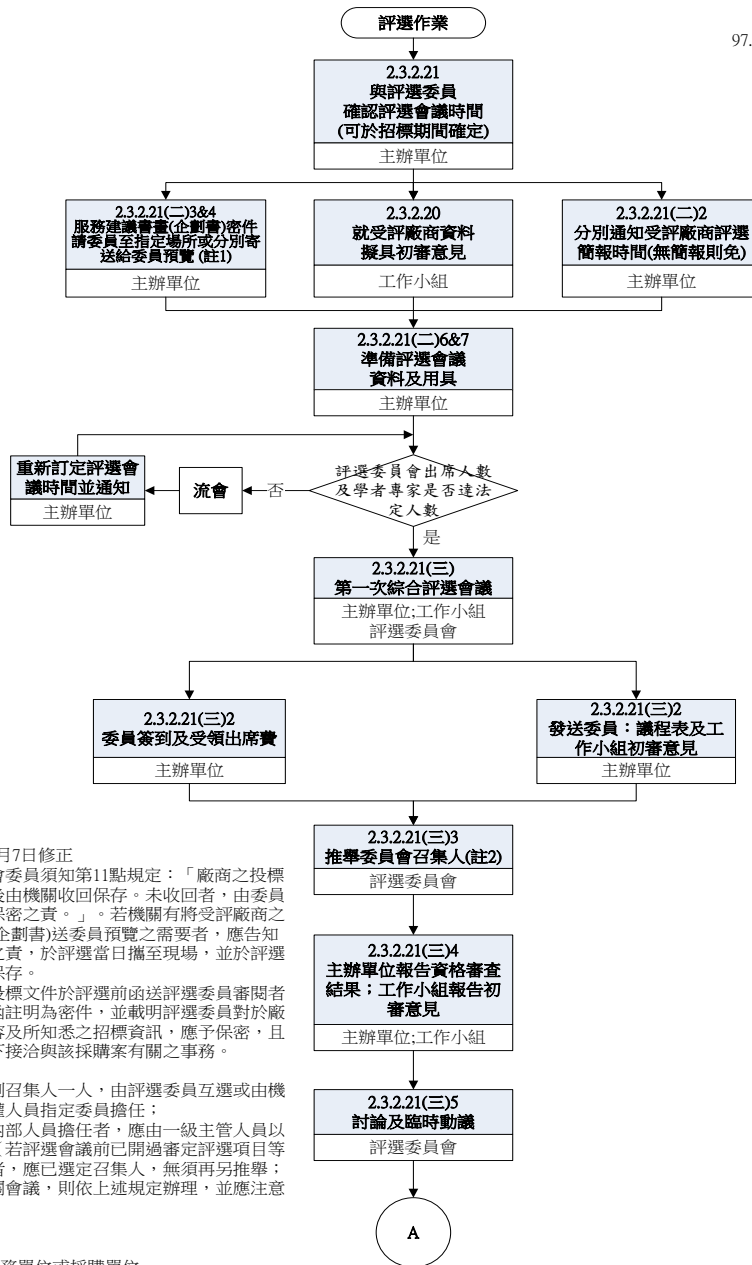 評選作業
97.
2.3.2.21
與評選委員
確認評選會議時間
(可於招標期間確定)
主辦單位
2.3.2.21(二)3&4
服務建議書畫(企劃書)密件
請委員至指定場所或分別寄
送給委員預覽 (註1)
主辦單位
2.3.2.20
就受評廠商資料
擬具初審意見
工作小組
2.3.2.21(二)2
分別通知受評廠商評選
簡報時間(無簡報則免)
主辦單位
2.3.2.21(二)6&7
準備評選會議
資料及用具
主辦單位
重新訂定評選會
議時間並通知
主辦單位
流會
否
評選委員會出席人數
及學者專家是否達法
定人數
是
2.3.2.21(三)
第一次綜合評選會議
主辦單位;工作小組
評選委員會
2.3.2.21(三)2
委員簽到及受領出席費
主辦單位
2.3.2.21(三)2
發送委員：議程表及工
作小組初審意見
主辦單位
2.3.2.21(三)3
推舉委員會召集人(註2)
評選委員會
2.3.2.21(三)4
主辦單位報告資格審查
結果；工作小組報告初
審意見
主辦單位;工作小組
2.3.2.21(三)5
討論及臨時動議
評選委員會
A
月7日修正
會委員須知第11點規定：「廠商之投標
後由機關收回保存。未收回者，由委員
保密之責。」。若機關有將受評廠商之
企劃書)送委員預覽之需要者，應告知
之責，於評選當日攜至現場，並於評選
保存。
投標文件於評選前函送評選委員審閱者
函註明為密件，並載明評選委員對於廠
容及所知悉之招標資訊，應予保密，且
下接洽與該採購案有關之事務。
召集人一人，由評選委員互選或由機
權人員指定委員擔任；
內部人員擔任者，應由一級主管人員以
若評選會議前已開過審定評選項目等
者，應已選定召集人，無須再另推舉；
開會議，則依上述規定辦理，並應注意
務單位或採購單位